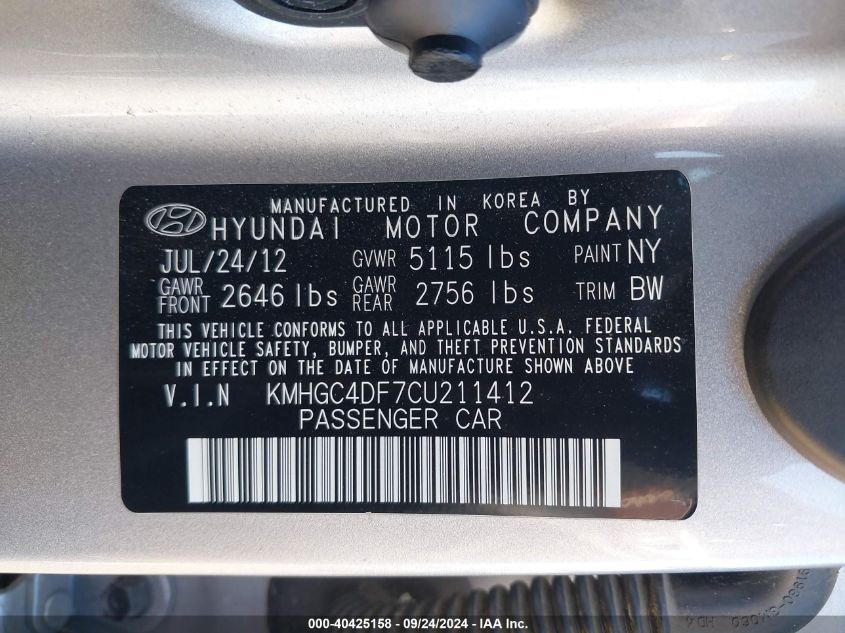 MANUFACTURED IN KOREA BY
HYUNDAI MOTOR COMPANY
JUL/24/12 GVWR 5115 lbs PAINT NY
GAWR FRONT 2646 lbs GAWR REAR 2756 lbs TRIM BW
THIS VEHICLE CONFORMS TO ALL APPLICABLE U.S.A. FEDERAL
MOTOR VEHICLE SAFETY, BUMPER, AND THEFT PREVENTION STANDARDS
IN EFFECT ON THE DATE OF MANUFACTURE SHOWN ABOVE
V.I.N KMHGC4DF7CU211412
PASSENGER CAR
000-40425158 - 09/24/2024 - IAA Inc.